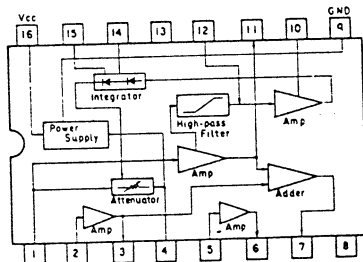 Vcc GND
16 15 14 13 12 11 10 9
Integrator
High-pass
Filter
Amp
Power
Supply
Amp
Adder
Attenuator
Amp
Amp
1 2 3 4 5 6 7 8